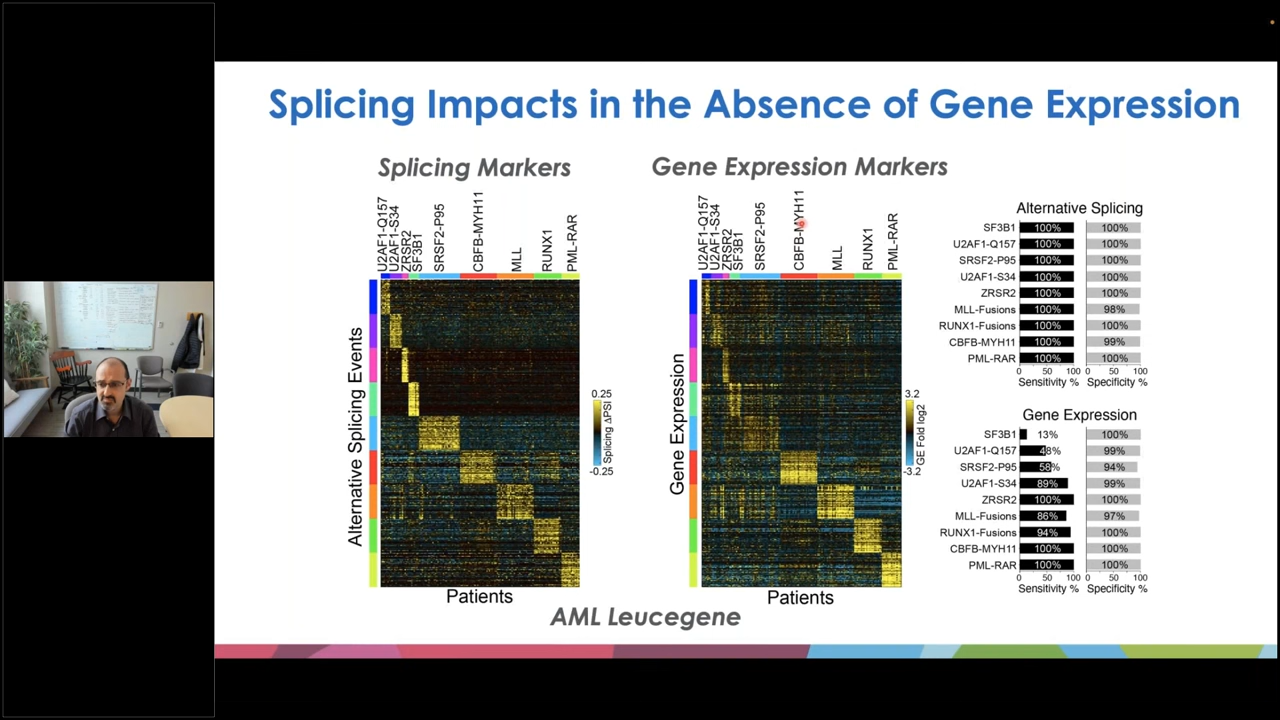 Splicing Impacts in the Absence of Gene Expression
Splicing Markers
U2AF1-Q157
U2AF1-S34
ZRSR2
SF3B1
SRSF2-P95
CBFB-MYH11
MLL
RUNX1
PML-RAR
Alternative Splicing Events
Patients
0.25
Splicing ΔPSI
-0.25
Gene Expression Markers
U2AF1-Q157
U2AF1-S34
ZRSR2
SF3B1
SRSF2-P95
CBFB-MYH11
MLL
RUNX1
PML-RAR
Gene Expression
Patients
3.2
GE Fold log2
-3.2
AML Leucegene
Alternative Splicing
SF3B1 100% 100%
U2AF1-Q157 100% 100%
SRSF2-P95 100% 100%
U2AF1-S34 100% 100%
ZRSR2 100% 100%
MLL-Fusions 100% 98%
RUNX1-Fusions 100% 100%
CBFB-MYH11 100% 99%
PML-RAR 100% 100%
0 50 100 0 50 100
Sensitivity % Specificity %
Gene Expression
SF3B1 13% 100%
U2AF1-Q157 48% 99%
SRSF2-P95 58% 94%
U2AF1-S34 89% 99%
ZRSR2 100% 100%
MLL-Fusions 86% 97%
RUNX1-Fusions 94% 100%
CBFB-MYH11 100% 100%
PML-RAR 100% 100%
0 50 100 0 50 100
Sensitivity % Specificity %